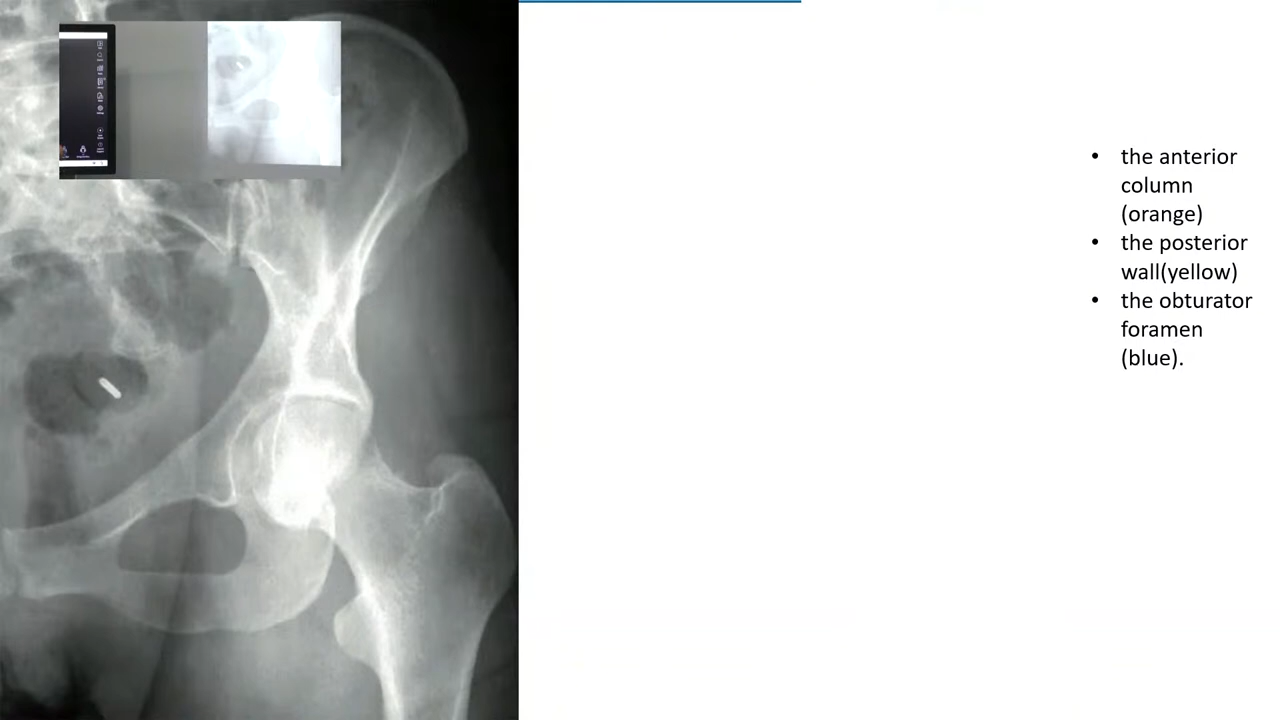 • the anterior
column
(orange)
• the posterior
wall(yellow)
• the obturator
foramen
(blue).